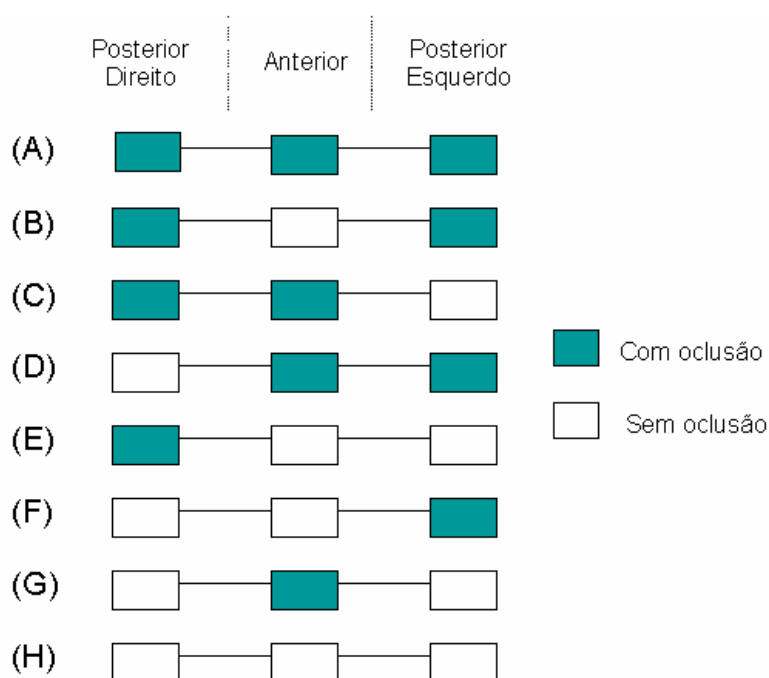 Posterior
Direito
Anterior
Posterior
Esquerdo
(A)
(B)
(C)
(D)
(E)
(F)
(G)
(H)
Com oclusão
Sem oclusão